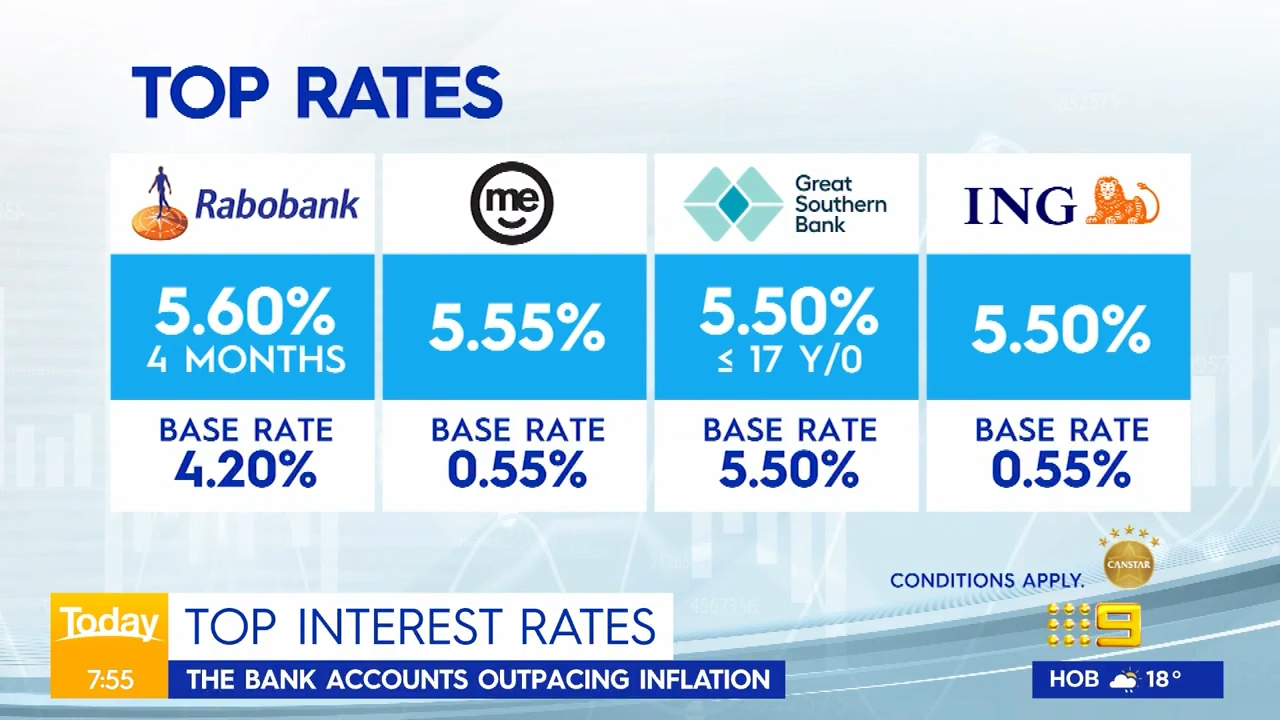 TOP RATES
Rabobank
me
Great
Southern
Bank
ING
5.60%
4 MONTHS
5.55%
5.50%
≤ 17 Y/0
5.50%
BASE RATE
4.20%
BASE RATE
0.55%
BASE RATE
5.50%
BASE RATE
0.55%
CONDITIONS APPLY.
CANSTAR
Today
7:55
TOP INTEREST RATES
THE BANK ACCOUNTS OUTPACING INFLATION
9
HOB 18°
4567356